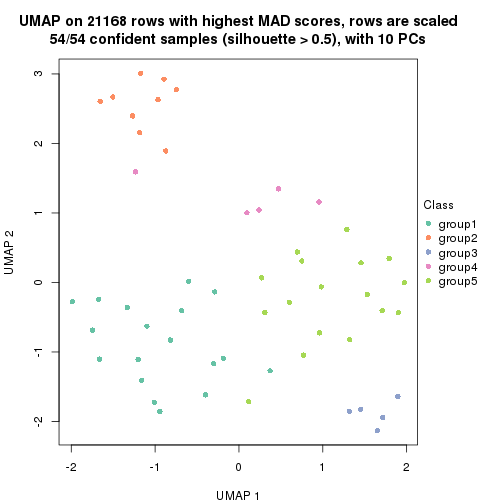 UMAP on 21168 rows with highest MAD scores, rows are scaled
54/54 confident samples (silhouette > 0.5), with 10 PCs
3
2
1
0
-1
-2
UMAP 2
-2
-1
0
1
2
UMAP 1
Class
group1
group2
group3
group4
group5